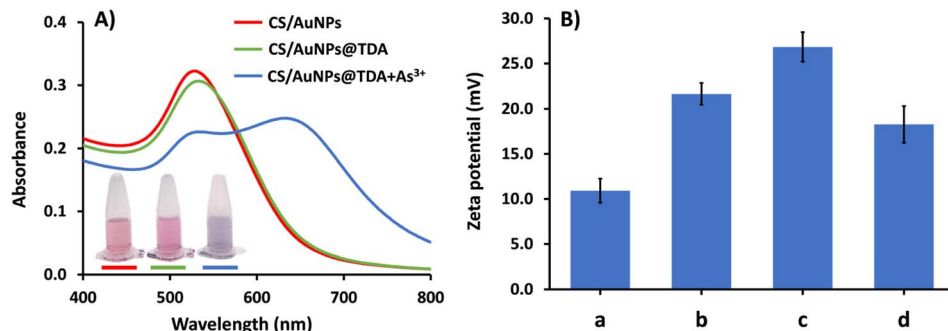 A)
CS/AuNPs
CS/AuNPs@TDA
CS/AuNPs@TDA+As³⁺
Absorbance
0.4
0.3
0.2
0.1
0.0
400 500 600 700 800
Wavelength (nm)
B)
Zeta potential (mV)
30.0
25.0
20.0
15.0
10.0
5.0
0.0
a b c d